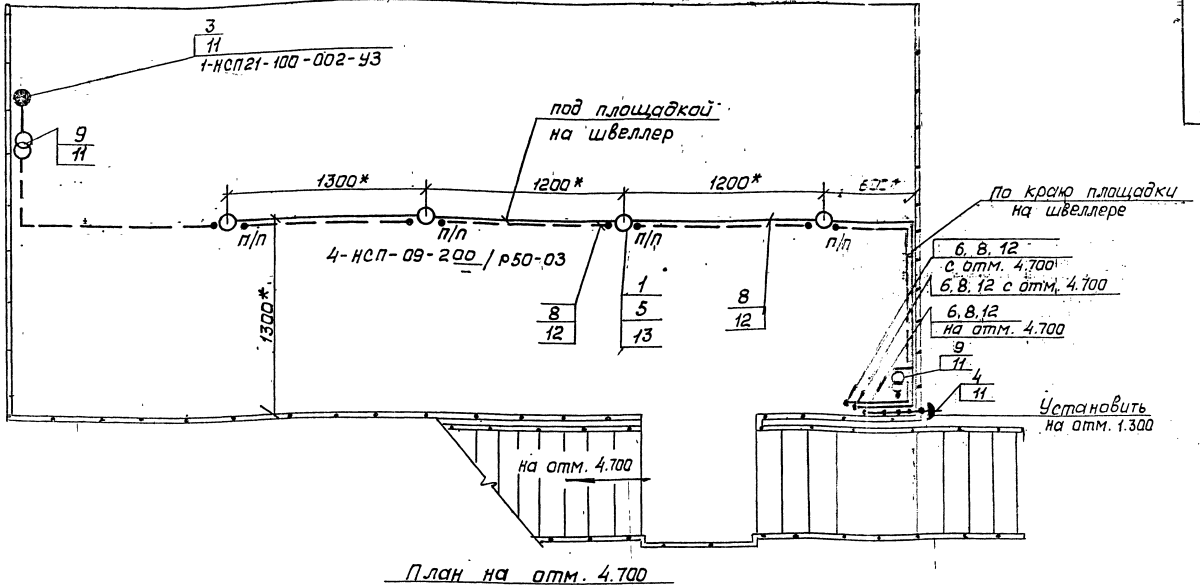 3
11
1-НСП21-100-002-У3
9
11
под площадкой
на швеллер
1300*
1200*
1200*
600*
по краю площадки
на швеллере
п/п
п/п
п/п
п/п
4-НСП-09-200/р50-03
6, 8, 12
с отм. 4.700
6, 8, 12 с отм. 4.700
6, 8, 12
на отм. 4.700
1300*
8
12
1
5
13
8
12
9
11
4
11
Установить
на отм. 1.300
на отм. 4.700
План на отм. 4.700